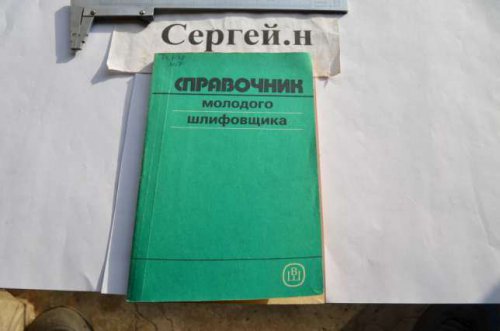 Сергей.н
СПРАВОЧНИК
МОЛОДОГО
ШЛИФОВЩИКА